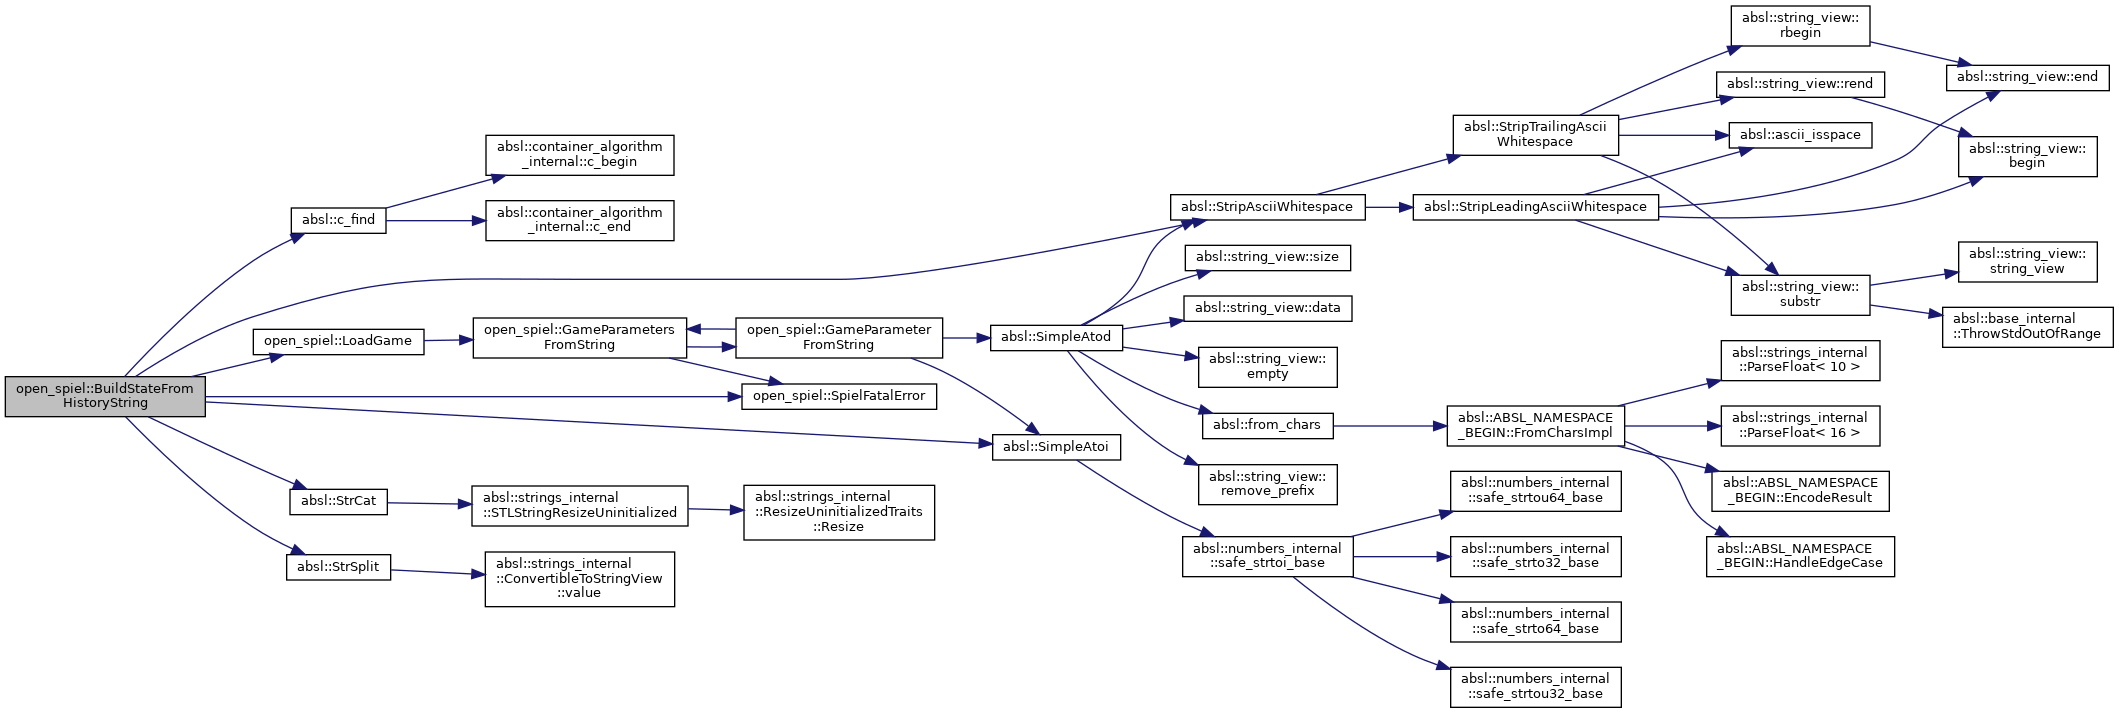 open_spiel::BuildStateFrom
HistoryString
absl::c_find
absl::container_algorithm
_internal::c_begin
absl::container_algorithm
_internal::c_end
open_spiel::LoadGame
open_spiel::GameParameters
FromString
open_spiel::GameParameter
FromString
open_spiel::SpielFatalError
absl::StrCat
absl::strings_internal
::STLStringResizeUninitialized
absl::strings_internal
::ResizeUninitializedTraits
::Resize
absl::StrSplit
absl::strings_internal
::ConvertibleToStringView
::value
absl::SimpleAtod
absl::SimpleAtoi
absl::StripAsciiWhitespace
absl::string_view::size
absl::string_view::data
absl::string_view::
empty
absl::from_chars
absl::string_view::
remove_prefix
absl::numbers_internal
::safe_strtoi_base
absl::StripTrailingAscii
Whitespace
absl::StripLeadingAsciiWhitespace
absl::ABSL_NAMESPACE
_BEGIN::FromCharsImpl
absl::numbers_internal
::safe_strtou64_base
absl::numbers_internal
::safe_strto32_base
absl::numbers_internal
::safe_strto64_base
absl::numbers_internal
::safe_strtou32_base
absl::string_view::
rbegin
absl::string_view::rend
absl::ascii_isspace
absl::string_view::
substr
absl::strings_internal
::ParseFloat< 10 >
absl::strings_internal
::ParseFloat< 16 >
absl::ABSL_NAMESPACE
_BEGIN::EncodeResult
absl::ABSL_NAMESPACE
_BEGIN::HandleEdgeCase
absl::string_view::end
absl::string_view::
begin
absl::string_view::
string_view
absl::base_internal
::ThrowStdOutOfRange